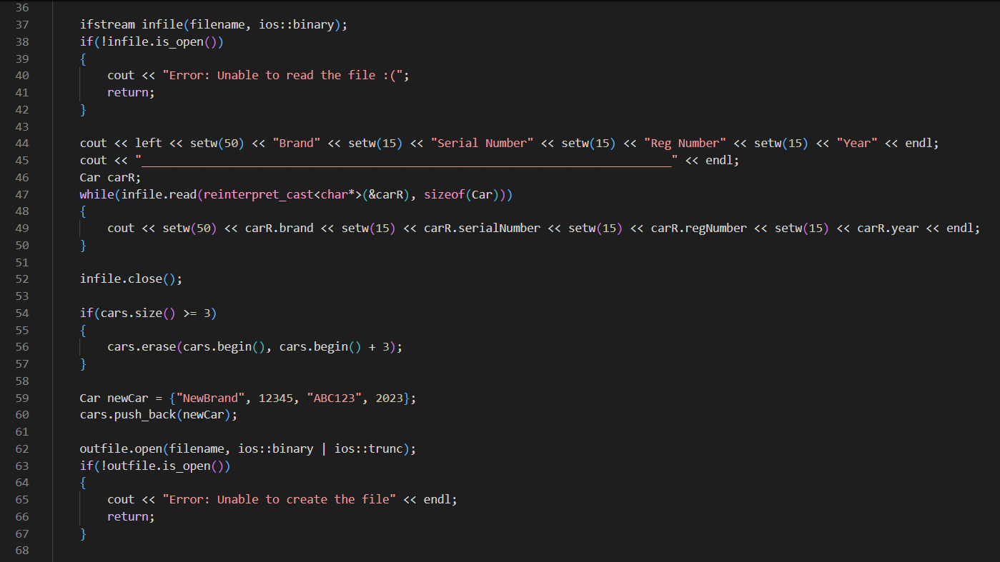 36
37 ifstream infile(filename, ios::binary);
38 if(!infile.is_open())
39 {
40 cout << "Error: Unable to read the file :(";
41 return;
42 }
43
44 cout << left << setw(50) << "Brand" << setw(15) << "Serial Number" << setw(15) << "Reg Number" << setw(15) << "Year" << endl;
45 cout << "_____________________________________________________________________________" << endl;
46 Car carR;
47 while(infile.read(reinterpret_cast<char*>(&carR), sizeof(Car)))
48 {
49 cout << setw(50) << carR.brand << setw(15) << carR.serialNumber << setw(15) << carR.regNumber << setw(15) << carR.year << endl;
50 }
51
52 infile.close();
53
54 if(cars.size() >= 3)
55 {
56 cars.erase(cars.begin(), cars.begin() + 3);
57 }
58
59 Car newCar = {"NewBrand", 12345, "ABC123", 2023};
60 cars.push_back(newCar);
61
62 outfile.open(filename, ios::binary | ios::trunc);
63 if(!outfile.is_open())
64 {
65 cout << "Error: Unable to create the file" << endl;
66 return;
67 }
68